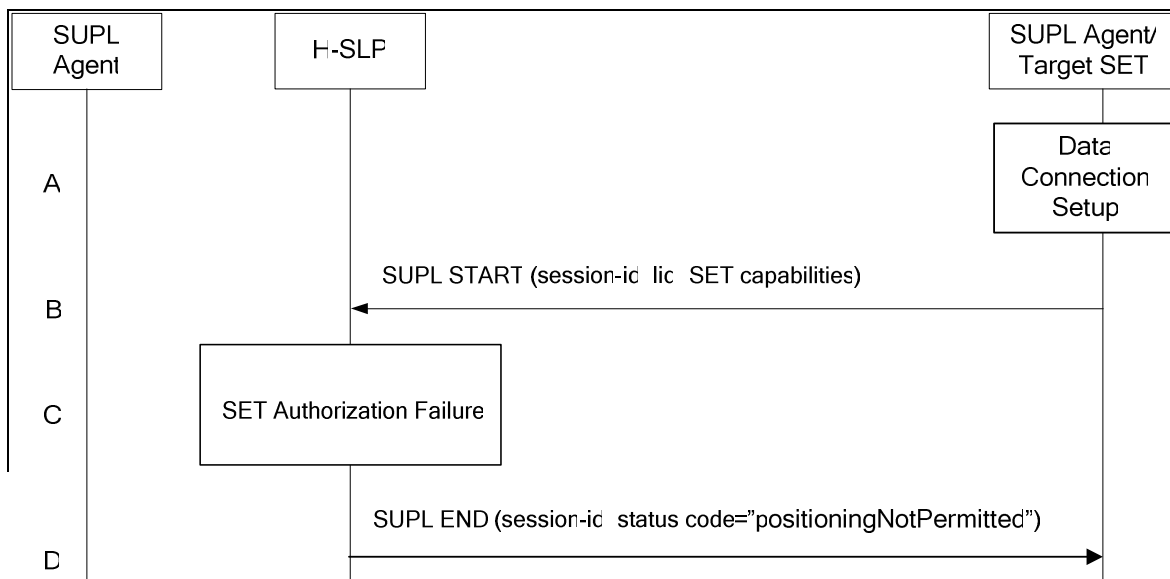 SUPL
Agent
H-SLP
SUPL Agent/
Target SET
Data
Connection
Setup
A
SUPL START (session-id lid SET capabilities)
B
SET Authorization Failure
C
SUPL END (session-id status code="positioningNotPermitted")
D